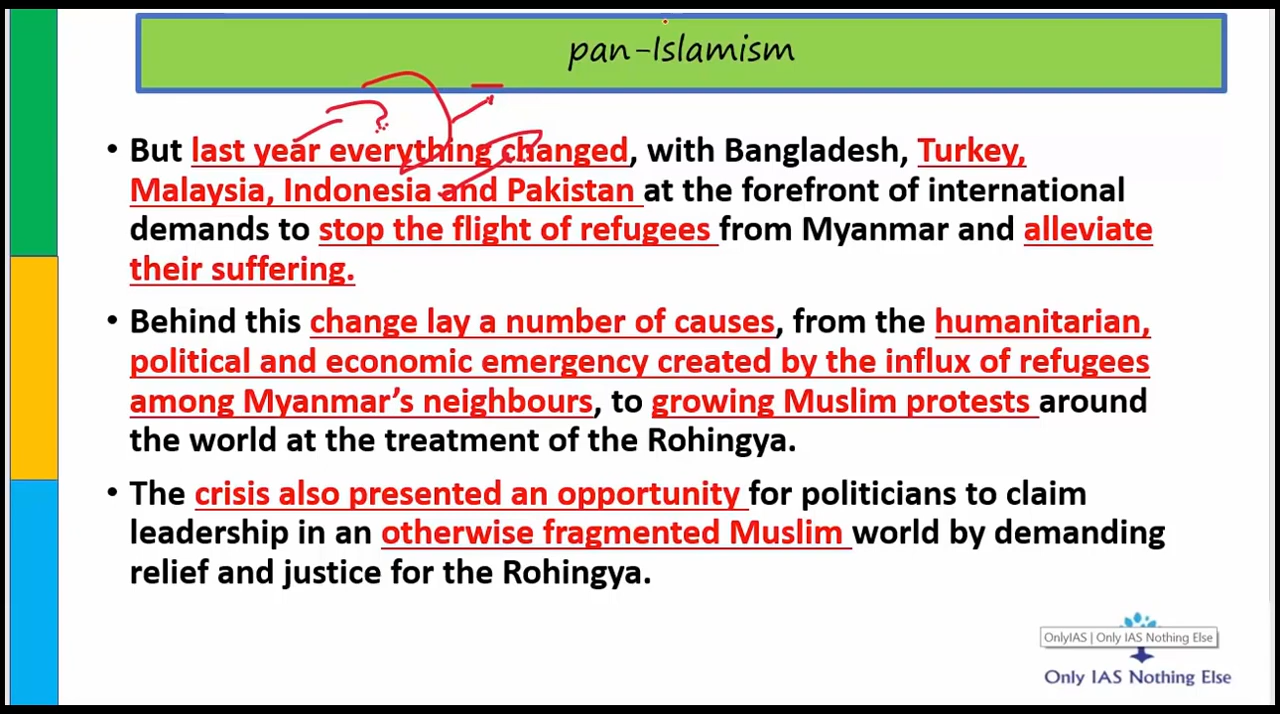 pan-Islamism
• But last year everything changed, with Bangladesh, Turkey,
Malaysia, Indonesia and Pakistan at the forefront of international
demands to stop the flight of refugees from Myanmar and alleviate
their suffering.
• Behind this change lay a number of causes, from the humanitarian,
political and economic emergency created by the influx of refugees
among Myanmar’s neighbours, to growing Muslim protests around
the world at the treatment of the Rohingya.
• The crisis also presented an opportunity for politicians to claim
leadership in an otherwise fragmented Muslim world by demanding
relief and justice for the Rohingya.
OnlyIAS | Only IAS Nothing Else
Only IAS Nothing Else